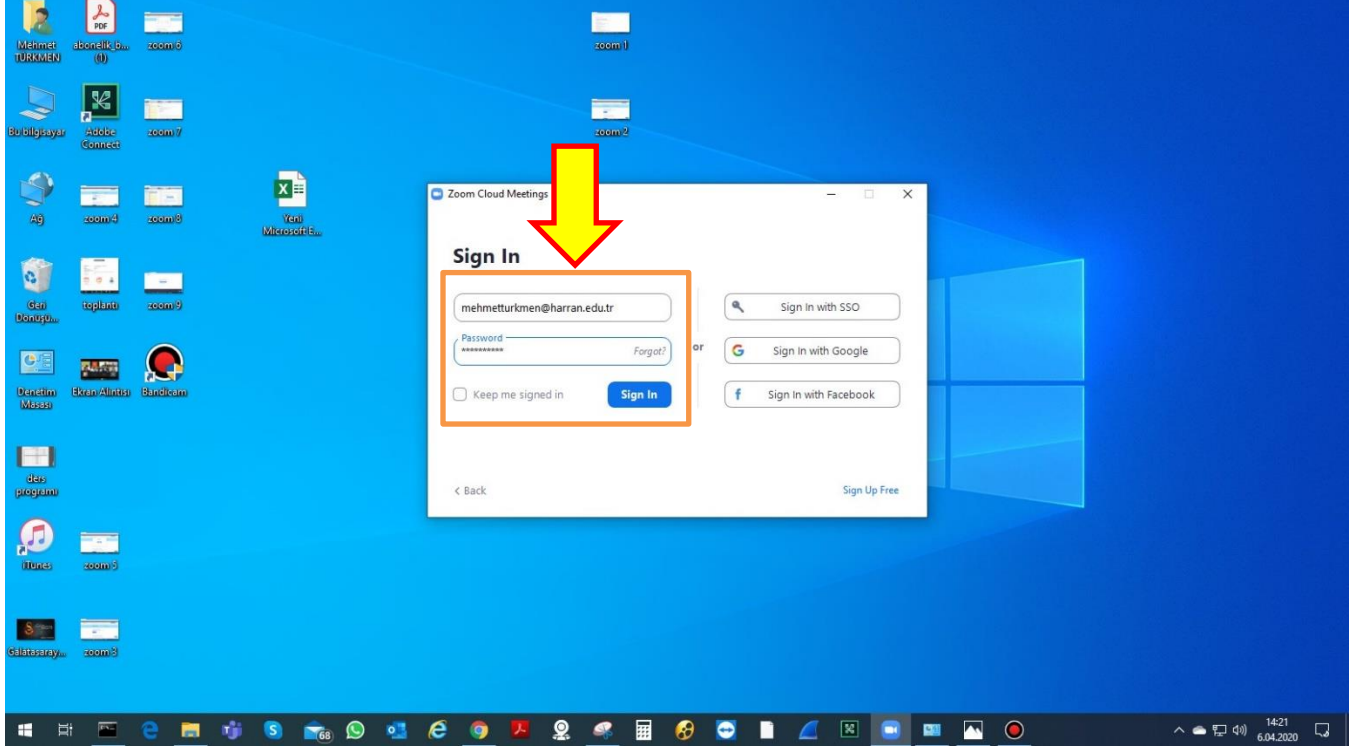 Mehmet
TÜRKMEN
abonelik_b...
(1)
zoom 6
zoom 1
Bu bilgisayar
Adobe
Connect
zoom 7
zoom 2
Ağ
zoom 4
zoom 8
Yeni
Microsoft E...
Geri
Dönüşü...
toplantı
zoom 9
Denetim
Masası
Ekran Alıntısı
Bandicam
ders
programı
iTunes
zoom 5
Galatasaray...
zoom 3
Zoom Cloud Meetings
Sign In
mehmetturkmen@harran.edu.tr
Password
**********
Forgot?
Keep me signed in
Sign In
or
Sign In with SSO
Sign In with Google
Sign In with Facebook
< Back
Sign Up Free
68
14:21
6.04.2020